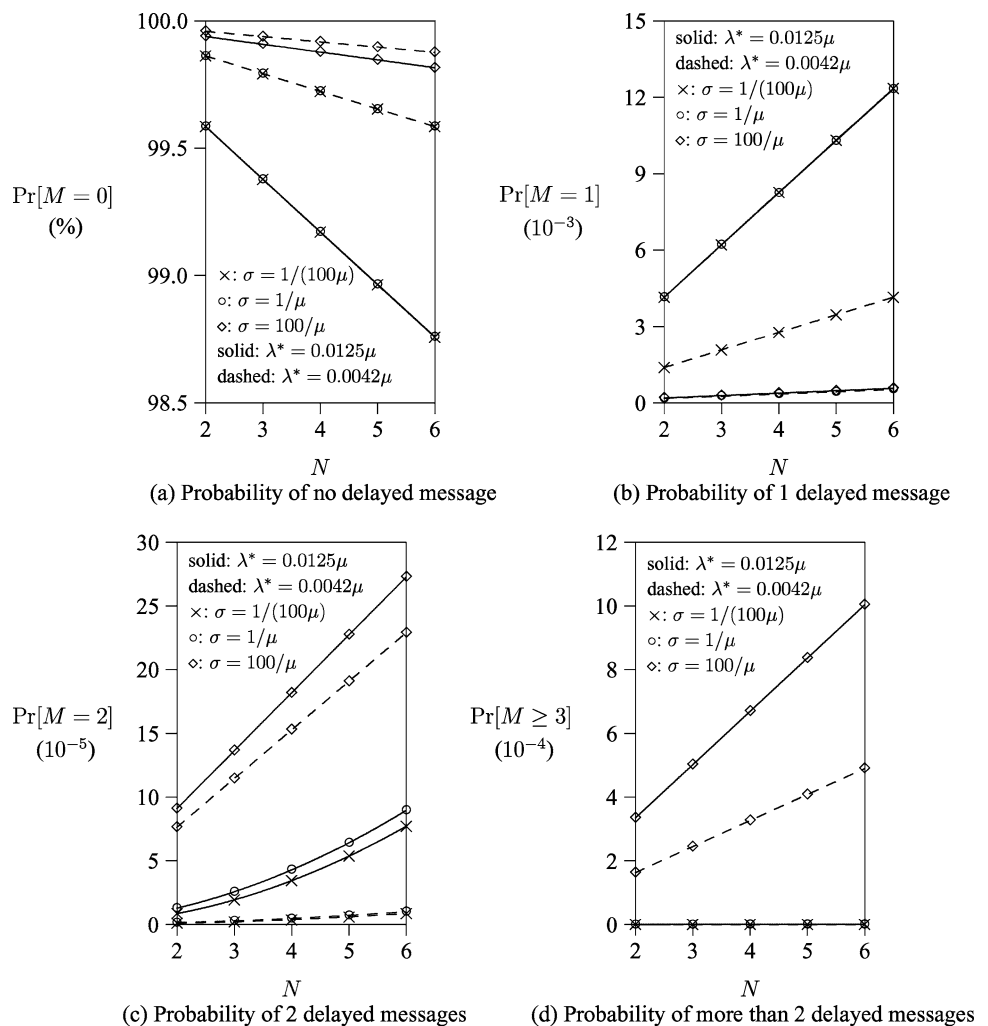 100.0
99.5
99.0
98.5
Pr[M = 0]
(%)
×: σ = 1/(100μ)
○: σ = 1/μ
◇: σ = 100/μ
solid: λ* = 0.0125μ
dashed: λ* = 0.0042μ
2 3 4 5 6
N
(a) Probability of no delayed message
15
12
9
6
3
0
Pr[M = 1]
(10⁻³)
solid: λ* = 0.0125μ
dashed: λ* = 0.0042μ
×: σ = 1/(100μ)
○: σ = 1/μ
◇: σ = 100/μ
2 3 4 5 6
N
(b) Probability of 1 delayed message
30
25
20
15
10
5
0
Pr[M = 2]
(10⁻⁵)
solid: λ* = 0.0125μ
dashed: λ* = 0.0042μ
×: σ = 1/(100μ)
○: σ = 1/μ
◇: σ = 100/μ
2 3 4 5 6
N
(c) Probability of 2 delayed messages
12
10
8
6
4
2
0
Pr[M ≥ 3]
(10⁻⁴)
solid: λ* = 0.0125μ
dashed: λ* = 0.0042μ
×: σ = 1/(100μ)
○: σ = 1/μ
◇: σ = 100/μ
2 3 4 5 6
N
(d) Probability of more than 2 delayed messages